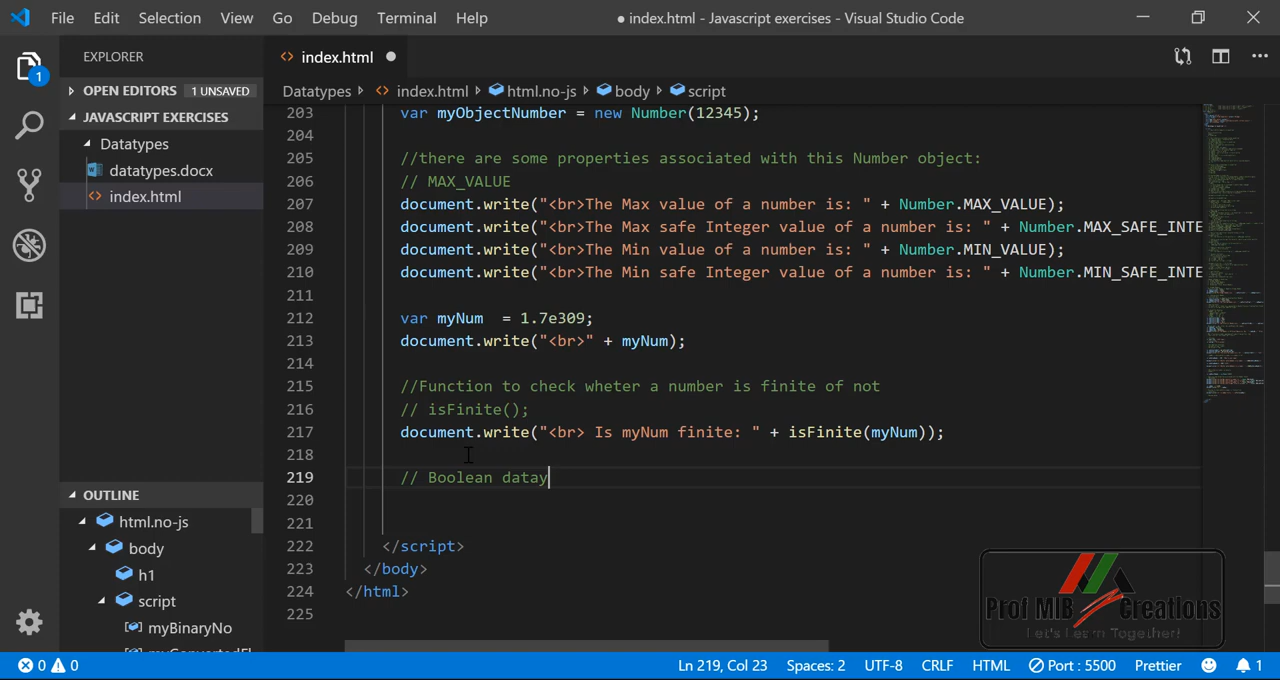 File Edit Selection View Go Debug Terminal Help ● index.html - Javascript exercises - Visual Studio Code
EXPLORER
index.html
1
OPEN EDITORS 1 UNSAVED
Datatypes index.html html.no-js body script
JAVASCRIPT EXERCISES
Datatypes
datatypes.docx
index.html
203 var myObjectNumber = new Number(12345);
204
205 //there are some properties associated with this Number object:
206 // MAX_VALUE
207 document.write("<br>The Max value of a number is: " + Number.MAX_VALUE);
208 document.write("<br>The Max safe Integer value of a number is: " + Number.MAX_SAFE_INTE
209 document.write("<br>The Min value of a number is: " + Number.MIN_VALUE);
210 document.write("<br>The Min safe Integer value of a number is: " + Number.MIN_SAFE_INTE
211
212 var myNum  = 1.7e309;
213 document.write("<br>" + myNum);
214
215 //Function to check wheter a number is finite of not
216 // isFinite();
217 document.write("<br> Is myNum finite: " + isFinite(myNum));
218
219 // Boolean datay
220
221
222 </script>
223 </body>
224 </html>
225
OUTLINE
html.no-js
body
h1
script
myBinaryNo
Prof MIB Creations
Let's Learn Together!
0 0 Ln 219, Col 23 Spaces: 2 UTF-8 CRLF HTML Port : 5500 Prettier 1